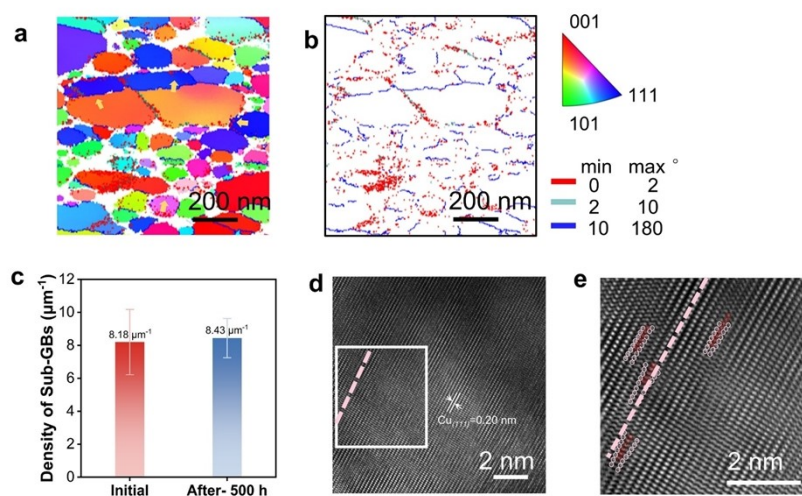 a
200 nm
b
200 nm
001
111
101
min max °
0 2
2 10
10 180
c
Density of Sub-GBs (µm⁻¹)
12
10
8
6
4
2
0
8.18 µm⁻¹
8.43 µm⁻¹
Initial
After- 500 h
d
Cu₍₁₁₁₎=0.20 nm
2 nm
e
2 nm